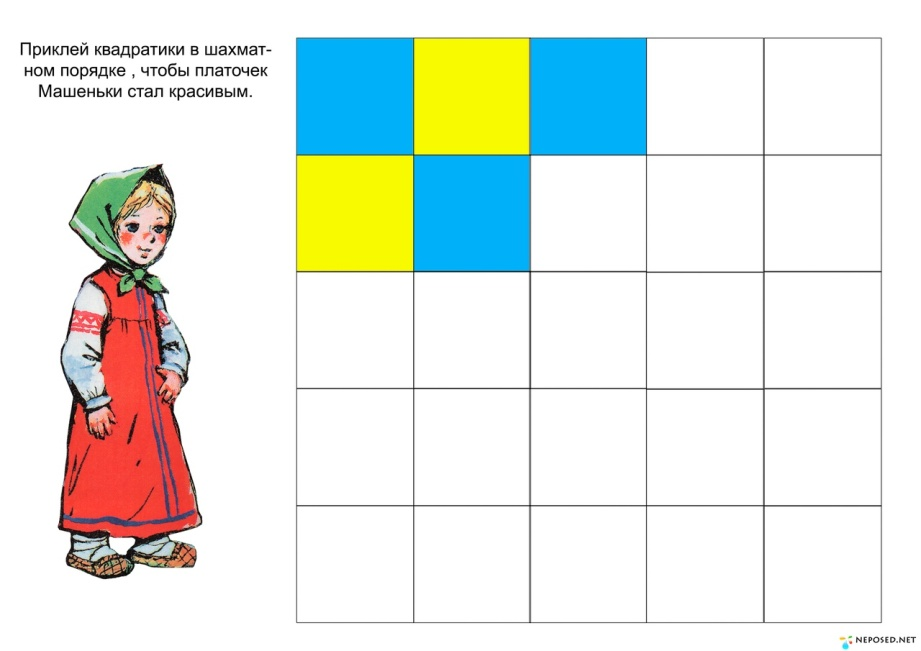 Приклей квадратики в шахмат-
ном порядке , чтобы платочек
Машеньки стал красивым.
NEPOSED.NET